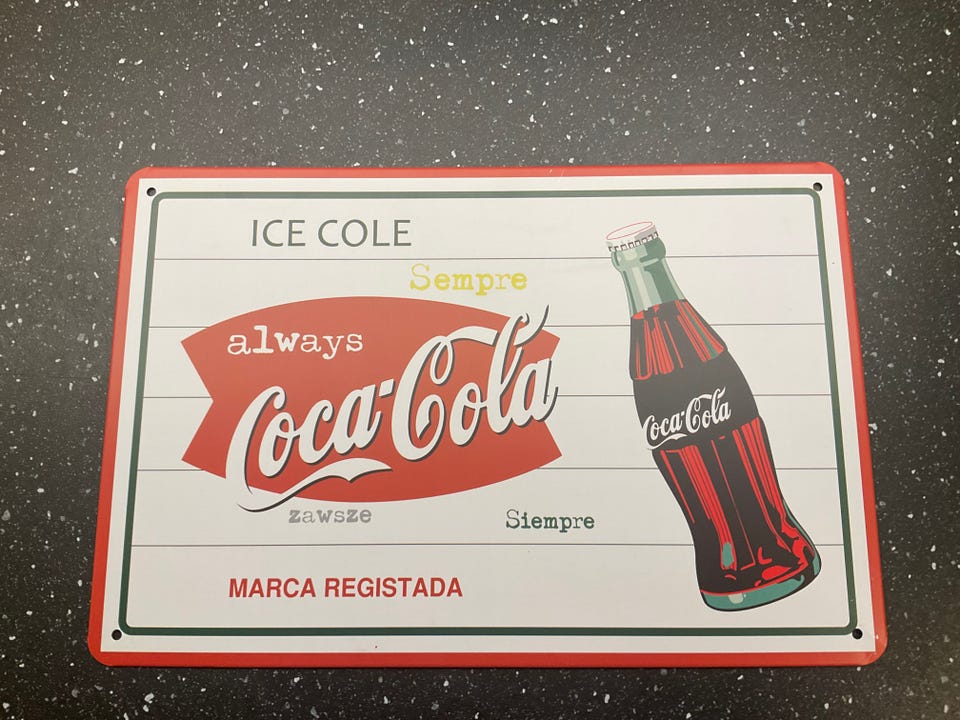 ICE COLE
Sempre
always
Coca-Cola
Coca-Cola
zawsze
Siempre
MARCA REGISTADA